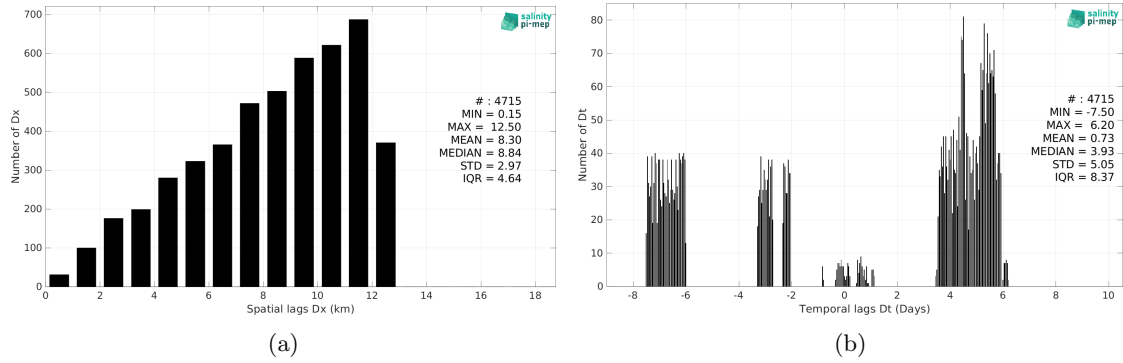 700
600
500
400
300
200
100
0
Number of Dx
0 2 4 6 8 10 12 14 16 18
Spatial lags Dx (km)
salinity
pi-mep
# : 4715
MIN = 0.15
MAX = 12.50
MEAN = 8.30
MEDIAN = 8.84
STD = 2.97
IQR = 4.64
(a)
80
70
60
50
40
30
20
10
0
Number of Dt
-8 -6 -4 -2 0 2 4 6 8 10
Temporal lags Dt (Days)
salinity
pi-mep
# : 4715
MIN = -7.50
MAX = 6.20
MEAN = 0.73
MEDIAN = 3.93
STD = 5.05
IQR = 8.37
(b)